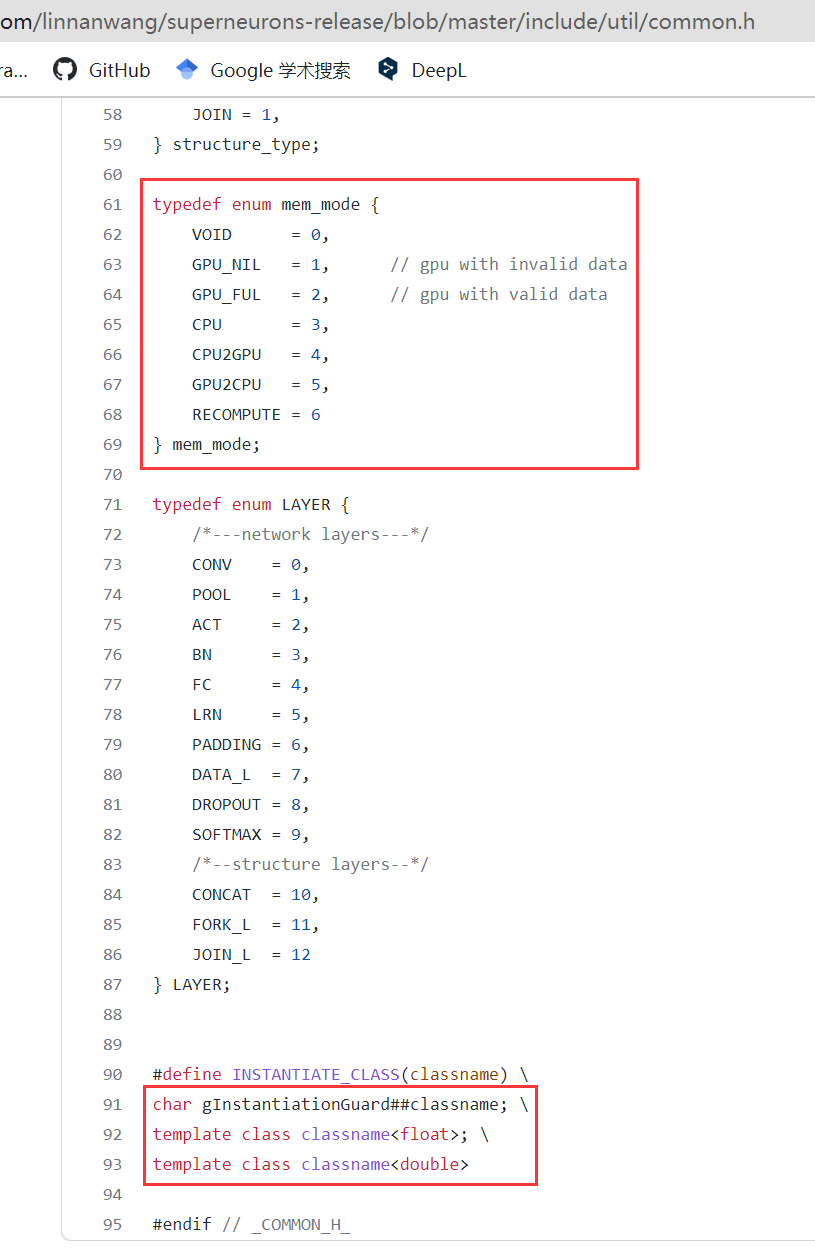 om/linnanwang/superneurons-release/blob/master/include/util/common.h
ra... GitHub Google 学术搜索 DeepL
58 JOIN = 1,
59 } structure_type;
60
61 typedef enum mem_mode {
62 VOID = 0,
63 GPU_NIL = 1, // gpu with invalid data
64 GPU_FUL = 2, // gpu with valid data
65 CPU = 3,
66 CPU2GPU = 4,
67 GPU2CPU = 5,
68 RECOMPUTE = 6
69 } mem_mode;
70
71 typedef enum LAYER {
72 /*---network layers---*/
73 CONV = 0,
74 POOL = 1,
75 ACT = 2,
76 BN = 3,
77 FC = 4,
78 LRN = 5,
79 PADDING = 6,
80 DATA_L = 7,
81 DROPOUT = 8,
82 SOFTMAX = 9,
83 /*--structure layers--*/
84 CONCAT = 10,
85 FORK_L = 11,
86 JOIN_L = 12
87 } LAYER;
88
89
90 #define INSTANTIATE_CLASS(classname) \
91 char gInstantiationGuard##classname; \
92 template class classname<float>; \
93 template class classname<double>
94
95 #endif // _COMMON_H_